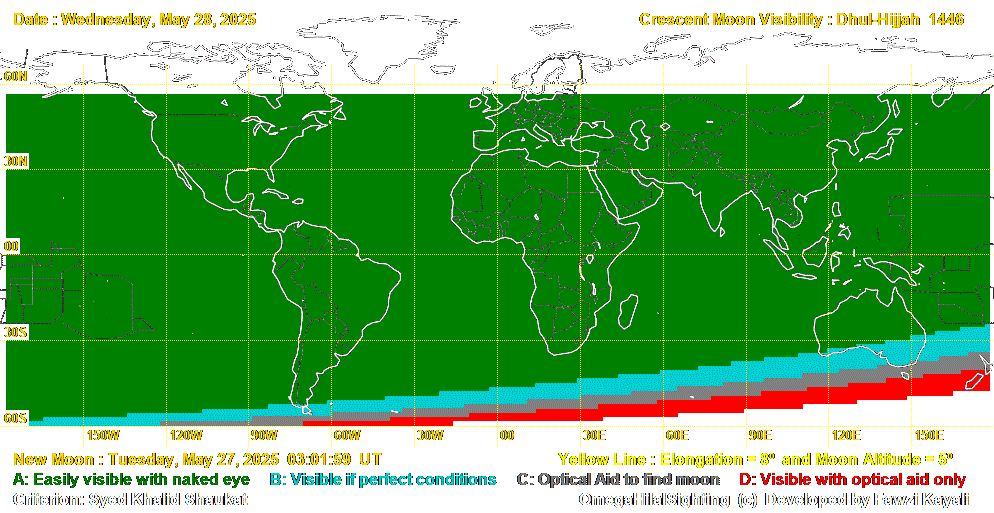 Date : Wednesday, May 28, 2025
Crescent Moon Visibility : Dhul-Hijjah 1446
60N
30N
00
30S
60S
150W 120W 90W 60W 30W 00 30E 60E 90E 120E 150E
New Moon : Tuesday, May 27, 2025 03:01:59 UT
Yellow Line : Elongation = 8° and Moon Altitude = 5°
A: Easily visible with naked eye B: Visible if perfect conditions C: Optical Aid to find moon D: Visible with optical aid only
Criterion: Syed Khalid Shaukat
OmegaHilalSighting (c) Developed by Fawzi Kayali